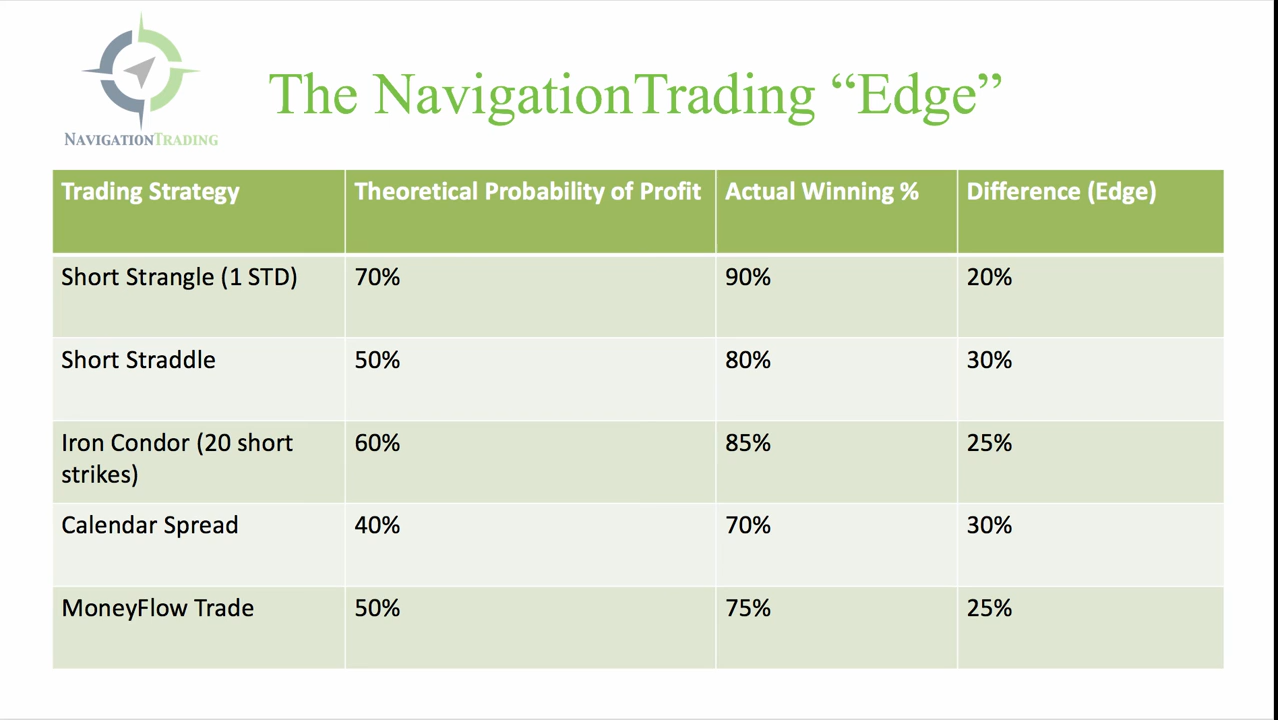 The NavigationTrading “Edge”
NAVIGATIONTRADING
Trading Strategy Theoretical Probability of Profit Actual Winning % Difference (Edge)
Short Strangle (1 STD) 70% 90% 20%
Short Straddle 50% 80% 30%
Iron Condor (20 short 60% 85% 25%
strikes)
Calendar Spread 40% 70% 30%
MoneyFlow Trade 50% 75% 25%